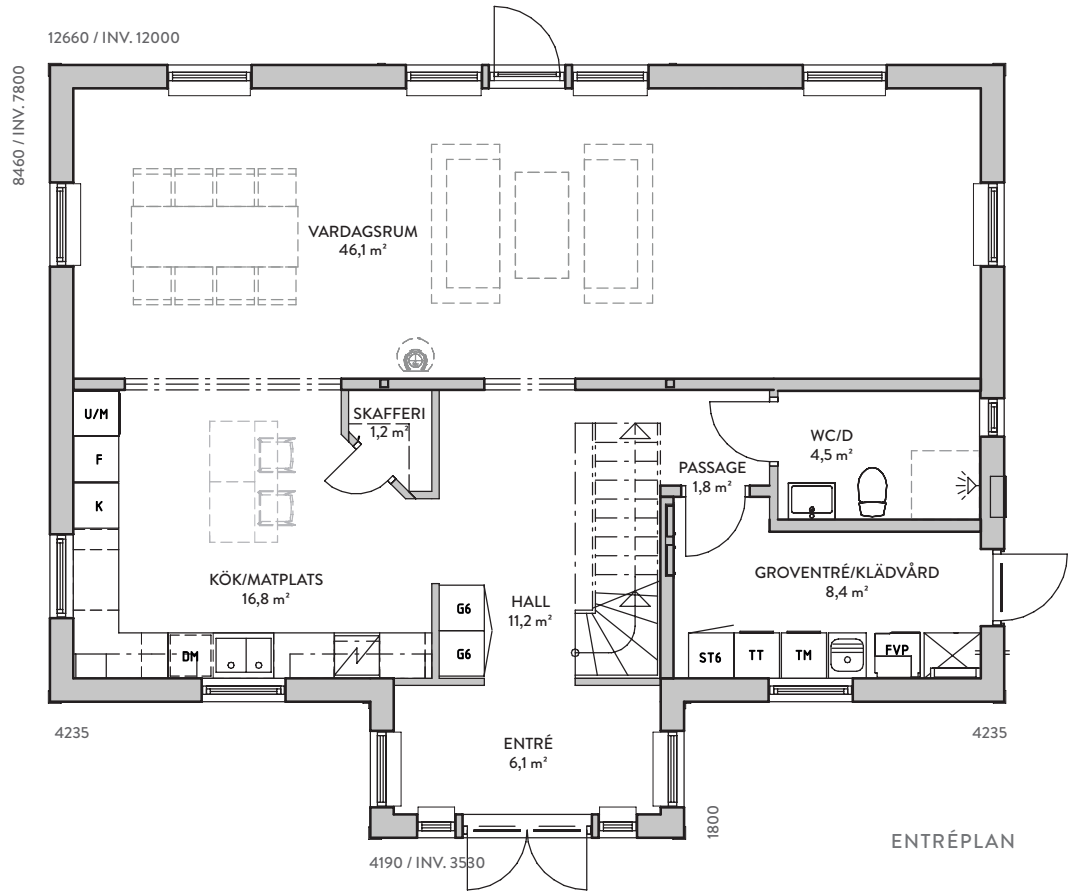 12660 / INV. 12000
8460 / INV. 7800
VARDAGSRUM
46,1 m²
U/M
F
K
SKAFFERI
1,2 m²
WC/D
4,5 m²
PASSAGE
1,8 m²
KÖK/MATPLATS
16,8 m²
GROVENTRÉ/KLÄDVÅRD
8,4 m²
HALL
11,2 m²
G6
G6
DM
ST6
TT
TM
FVP
4235
4235
ENTRÉ
6,1 m²
1800
4190 / INV. 3530
ENTRÉPLAN